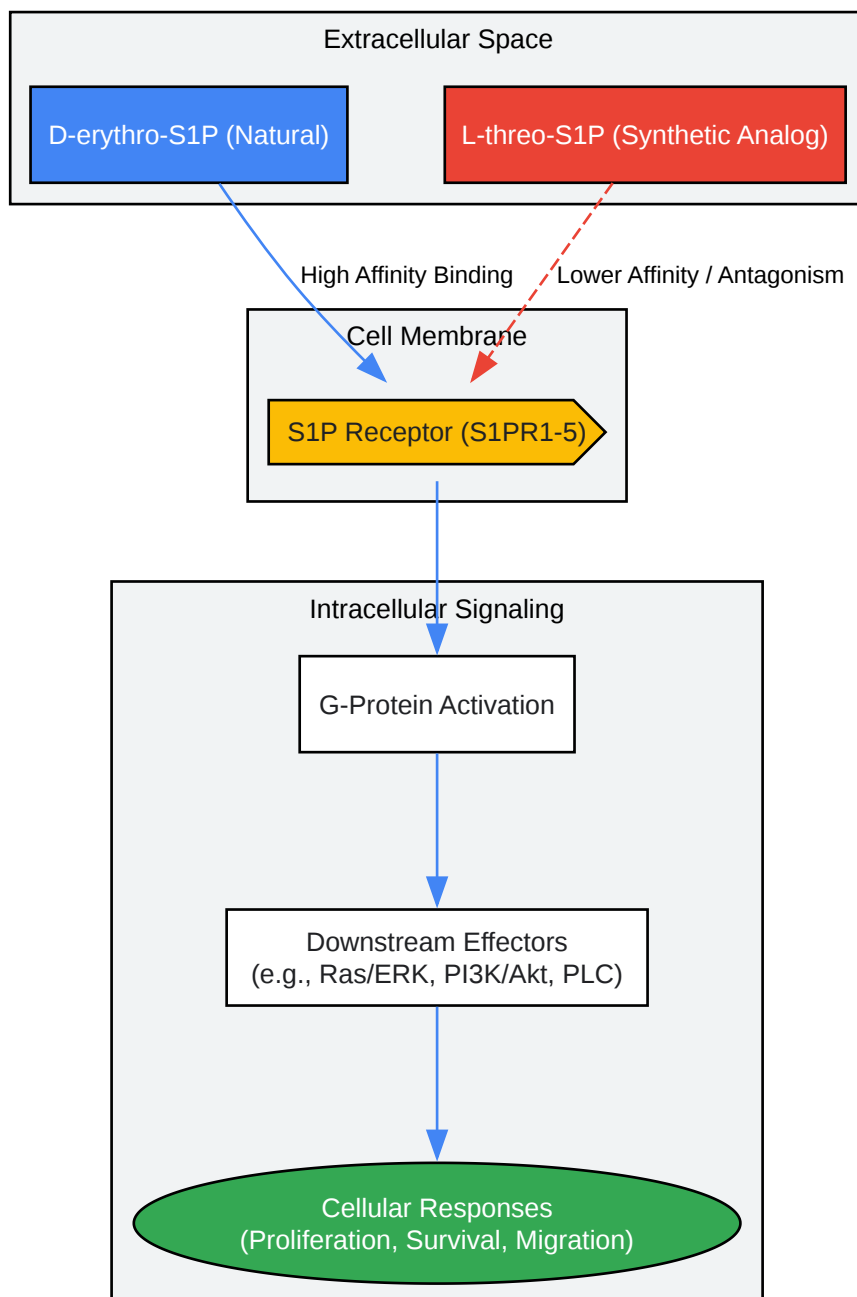 Extracellular Space
D-erythro-S1P (Natural)
L-threo-S1P (Synthetic Analog)
High Affinity Binding
Lower Affinity / Antagonism
Cell Membrane
S1P Receptor (S1PR1-5)
Intracellular Signaling
G-Protein Activation
Downstream Effectors
(e.g., Ras/ERK, PI3K/Akt, PLC)
Cellular Responses
(Proliferation, Survival, Migration)